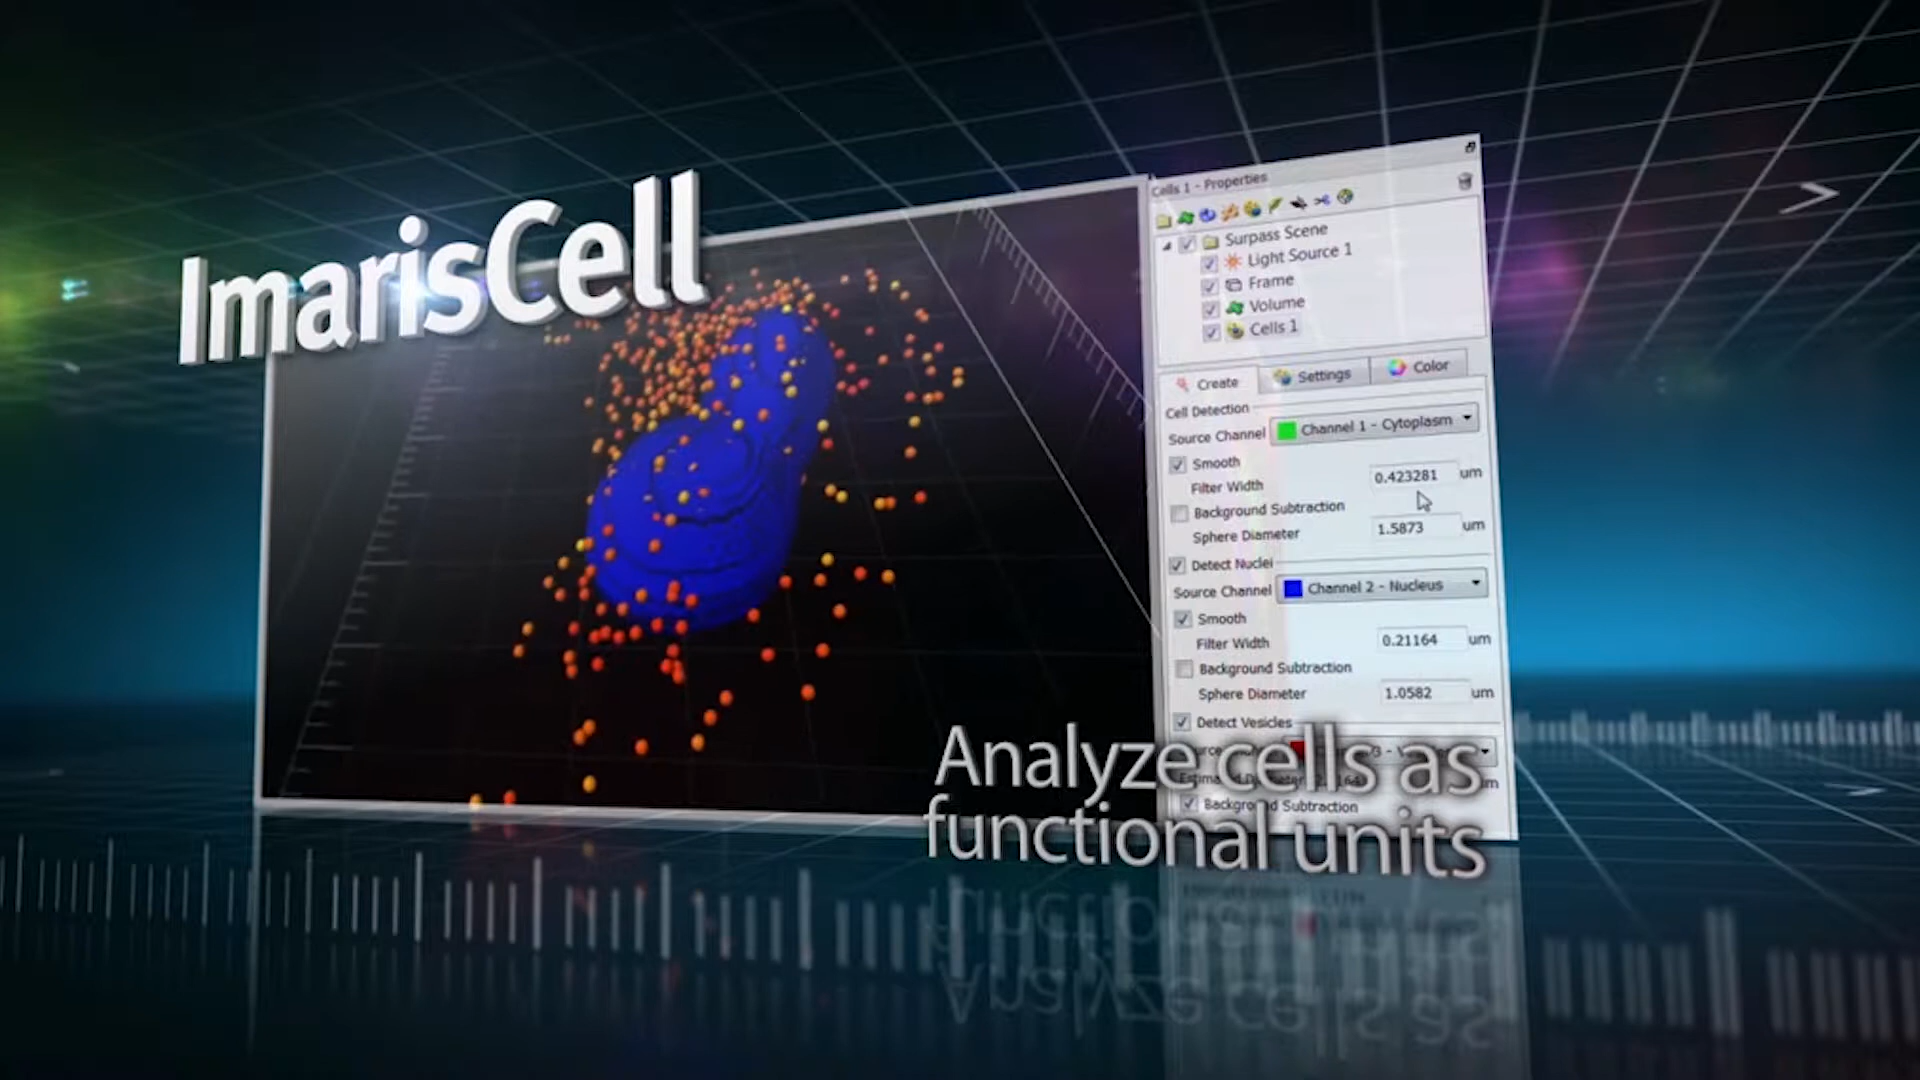 ImarisCell
Cells 1 - Properties
Surpass Scene
Light Source 1
Frame
Volume
Cells 1
Create Settings Color
Cell Detection
Source Channel Channel 1 - Cytoplasm
Smooth
Filter Width 0.423281 um
Background Subtraction
Sphere Diameter 1.5873 um
Detect Nuclei
Source Channel Channel 2 - Nucleus
Smooth
Filter Width 0.21164 um
Background Subtraction
Sphere Diameter 1.0582 um
Detect Vesicles
Background Subtraction
Analyze cells as
functional units